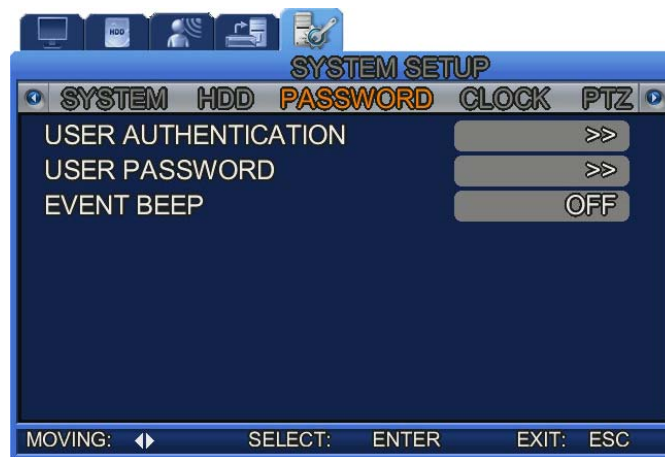 HDD
SYSTEM SETUP
SYSTEM HDD PASSWORD CLOCK PTZ
USER AUTHENTICATION >>
USER PASSWORD >>
EVENT BEEP OFF
MOVING: SELECT: ENTER EXIT: ESC